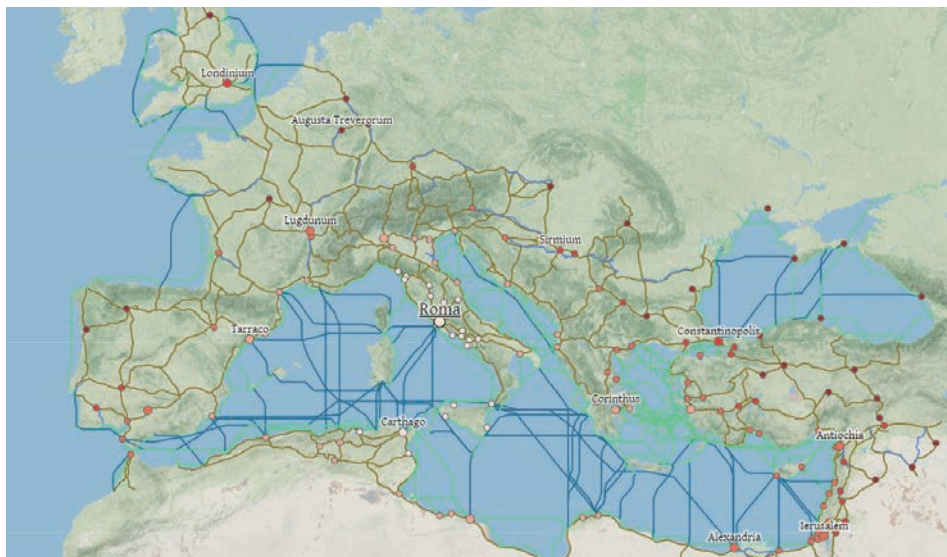 Londinium
Augusta Treverorum
Lugdunum
Sirmium
Roma
Tarraco
Constantinopolis
Corinthus
Carthago
Antiochia
Alexandria
Ierusalem